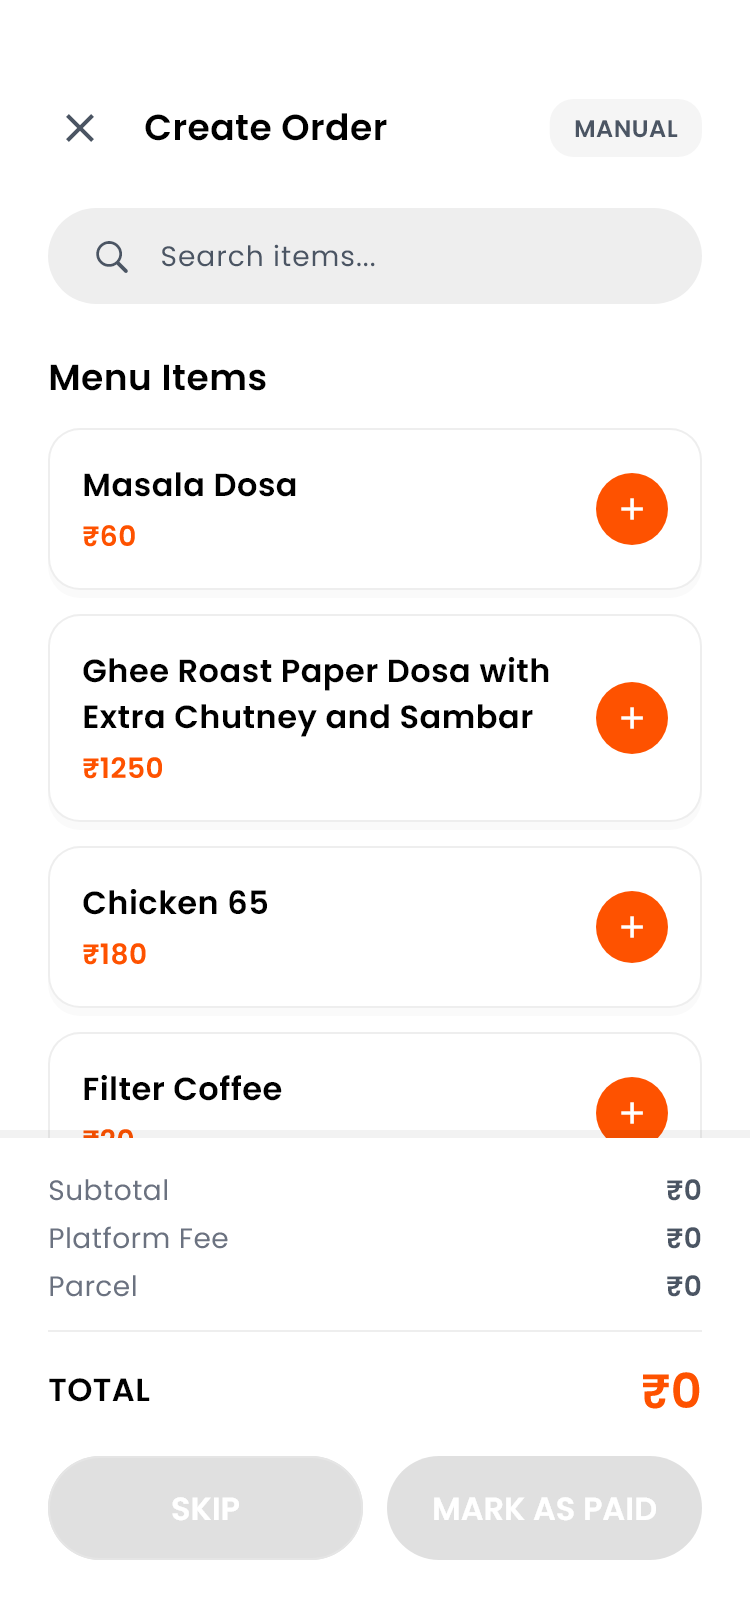 Create Order
MANUAL
Search items...
Menu Items
Masala Dosa
₹60
Ghee Roast Paper Dosa with
Extra Chutney and Sambar
₹1250
Chicken 65
₹180
Filter Coffee
Subtotal
₹0
Platform Fee
₹0
Parcel
₹0
TOTAL
₹0
SKIP
MARK AS PAID